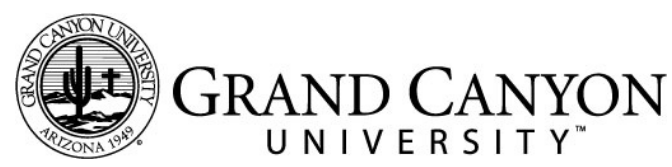 GRAND CANYON UNIVERSITY
ARIZONA 1949
®
GRAND CANYON
UNIVERSITY™